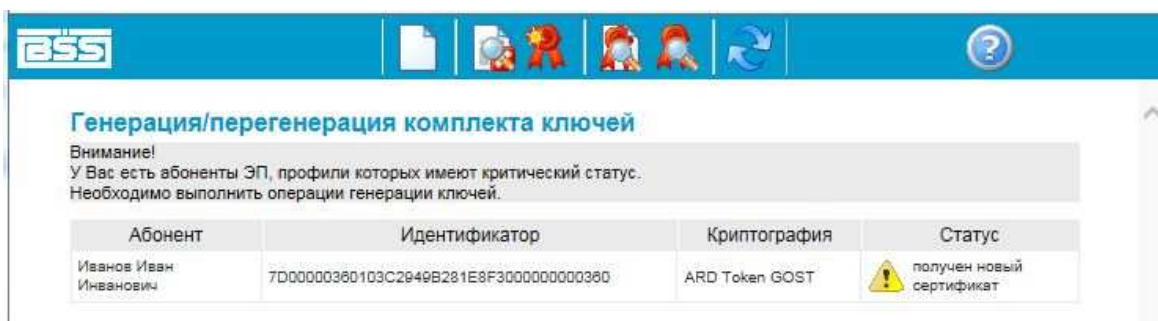 BSS
Генерация/перегенерация комплекта ключей
Внимание!
У Вас есть абоненты ЭП, профили которых имеют критический статус.
Необходимо выполнить операции генерации ключей.
Абонент Идентификатор Криптография Статус
Иванов Иван 7D00000360103C2949B281E8F3000000000360 ARD Token GOST получен новый
Инванович сертификат